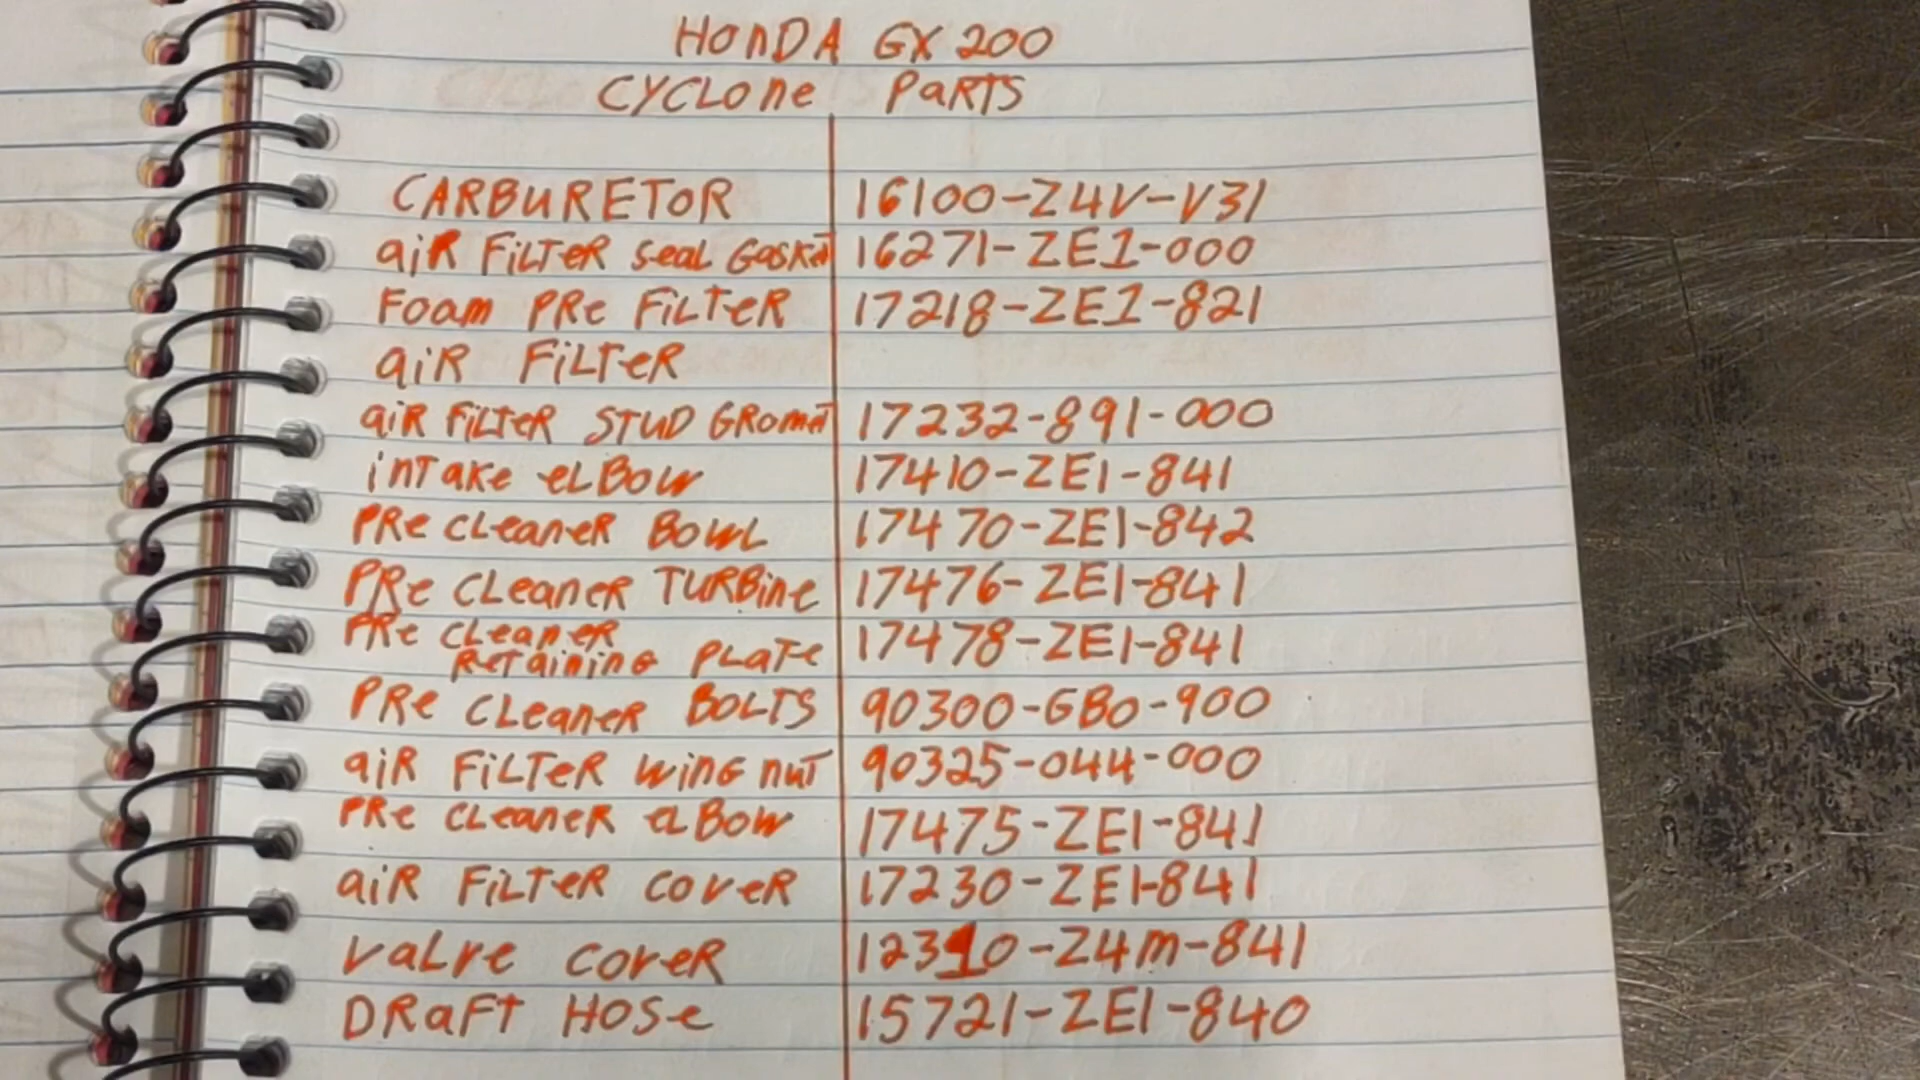 HONDA GX 200
CYCLONE PARTS
CARBURETOR 16100-Z4V-V31
AIR FILTER SEAL GASKET 16271-ZE1-000
FOAM PRE FILTER 17218-ZE1-821
AIR FILTER
AIR FILTER STUD GROMET 17232-891-000
INTAKE ELBOW 17410-ZE1-841
PRE CLEANER BOWL 17470-ZE1-842
PRE CLEANER TURBINE 17476-ZE1-841
PRE CLEANER
RETAINING PLATE 17478-ZE1-841
PRE CLEANER BOLTS 90300-GB0-900
AIR FILTER WING NUT 90325-044-000
PRE CLEANER ELBOW 17475-ZE1-841
AIR FILTER COVER 17230-ZE1-841
VALVE COVER 12310-Z4M-841
DRAFT HOSE 15721-ZE1-840